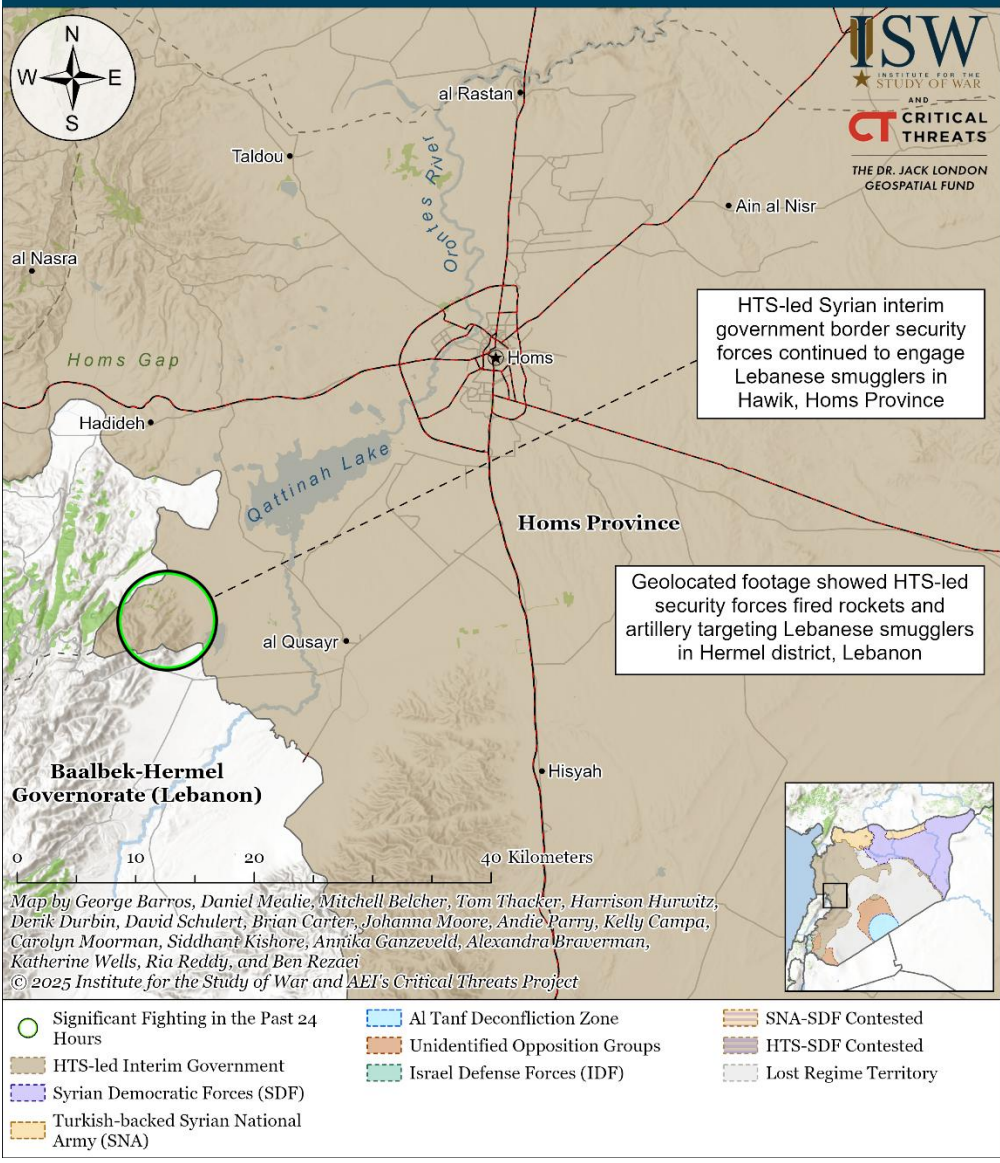 N
W
E
S
ISW
INSTITUTE FOR THE
STUDY OF WAR
AND
CT CRITICAL
THREATS
THE DR. JACK LONDON
GEOSPATIAL FUND
al Rastan
Taldou
Orontes River
Ain al Nisr
al Nasra
HTS-led Syrian interim
government border security
forces continued to engage
Lebanese smugglers in
Hawik, Homs Province
Homs Gap
Homs
Hadideh
Qattinah Lake
Homs Province
Geolocated footage showed HTS-led
security forces fired rockets and
artillery targeting Lebanese smugglers
in Hermel district, Lebanon
al Qusayr
Baalbek-Hermel
Governorate (Lebanon)
Hisyah
0 10 20 40 Kilometers
Map by George Barros, Daniel Mealie, Mitchell Belcher, Tom Thacker, Harrison Hurwitz,
Derik Durbin, David Schulert, Brian Carter, Johanna Moore, Andie Parry, Kelly Campa,
Carolyn Moorman, Siddhant Kishore, Annika Ganzeveld, Alexandra Braverman,
Katherine Wells, Ria Reddy, and Ben Rezaei
© 2025 Institute for the Study of War and AEI's Critical Threats Project
Significant Fighting in the Past 24
Hours
HTS-led Interim Government
Syrian Democratic Forces (SDF)
Turkish-backed Syrian National
Army (SNA)
Al Tanf Deconfliction Zone
Unidentified Opposition Groups
Israel Defense Forces (IDF)
SNA-SDF Contested
HTS-SDF Contested
Lost Regime Territory